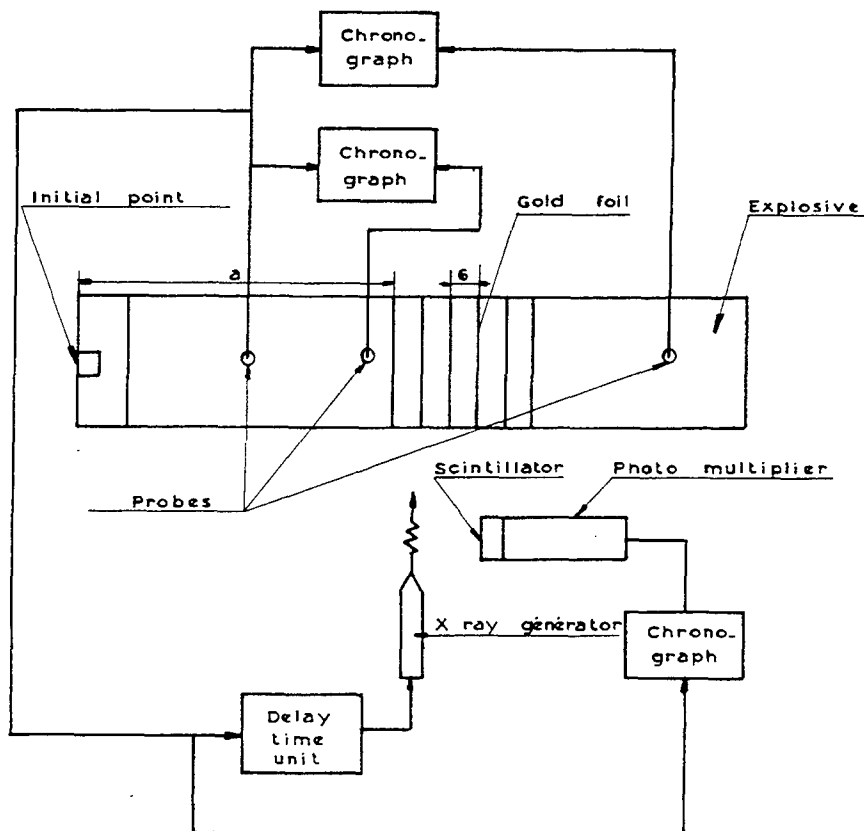 Chrono-
graph
Chrono-
graph
Initial point
Gold foil
Explosive
a
6
Scintillator
Photo multiplier
Probes
X ray générator
Chrono-
graph
Delay
time
unit